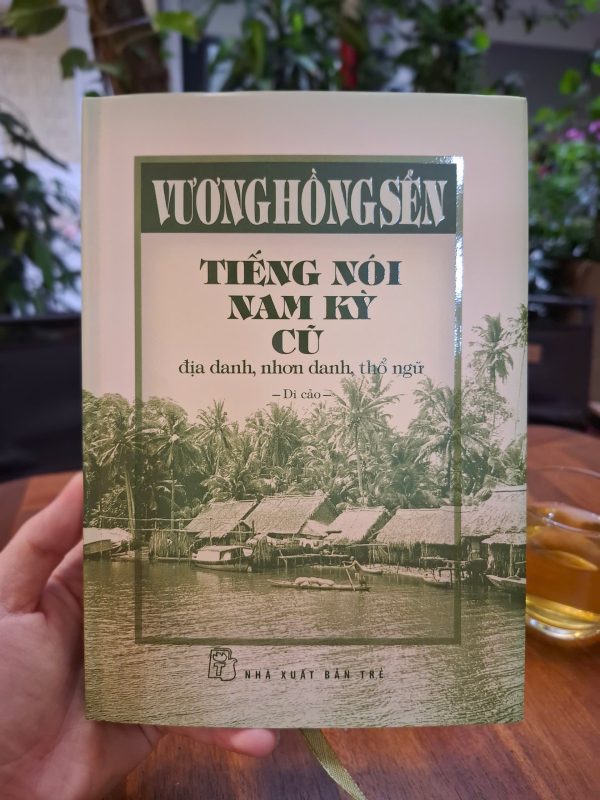 VƯƠNG HỒNG SỂN
TIẾNG NÓI
NAM KỲ
CŨ
địa danh, nhơn danh, thổ ngữ
– Di cảo –
NHÀ XUẤT BẢN TRẺ